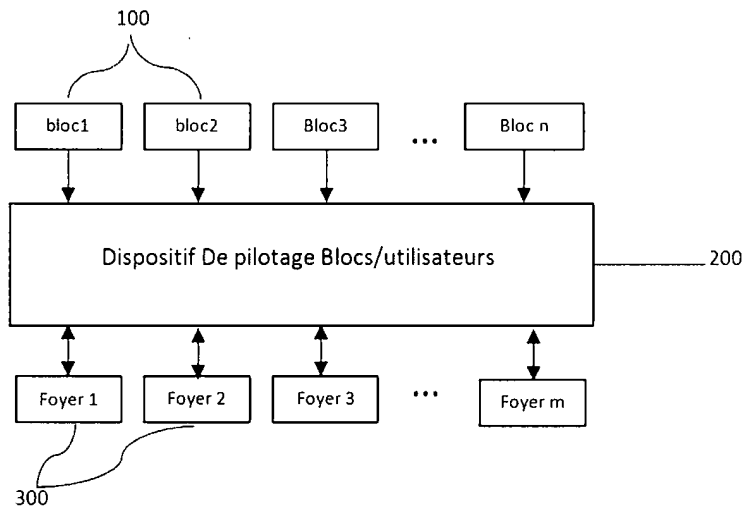 100
bloc1 bloc2 Bloc3 ... Bloc n
Dispositif De pilotage Blocs/utilisateurs
200
Foyer 1 Foyer 2 Foyer 3 ... Foyer m
300